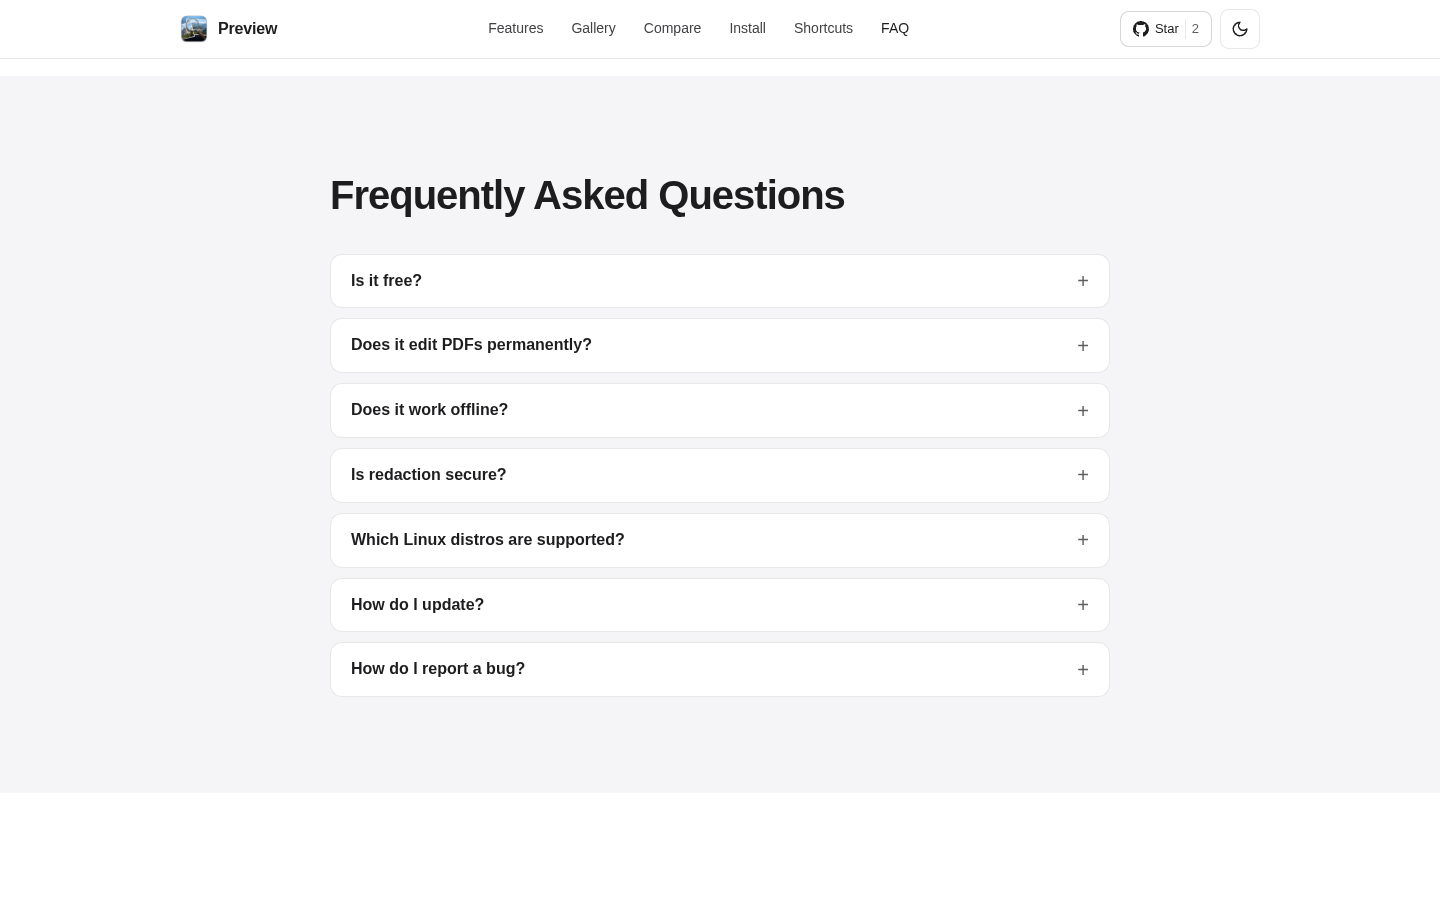 Preview
Features
Gallery
Compare
Install
Shortcuts
FAQ
Star 2
Frequently Asked Questions
Is it free? +
Does it edit PDFs permanently? +
Does it work offline? +
Is redaction secure? +
Which Linux distros are supported? +
How do I update? +
How do I report a bug? +